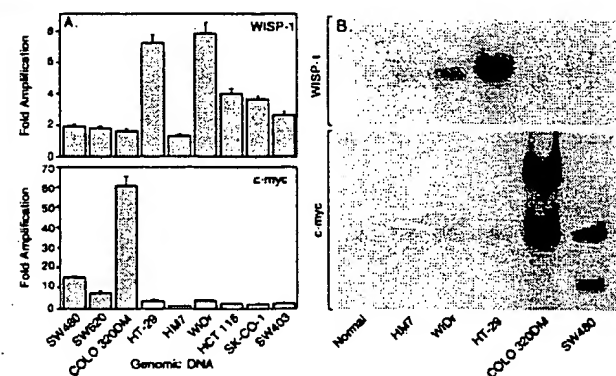 A.
WISP-1
Fold Amplification
8
6
4
2
0
c-myc
Fold Amplification
70
60
50
40
30
20
10
0
SW480
SW620
COLO 320DM
HT-29
HM7
WiDr
HCT 116
SK-CO-1
SW403
Genomic DNA
B.
WISP-1
c-myc
Normal
HM7
WiDr
HT-29
COLO 320DM
SW480